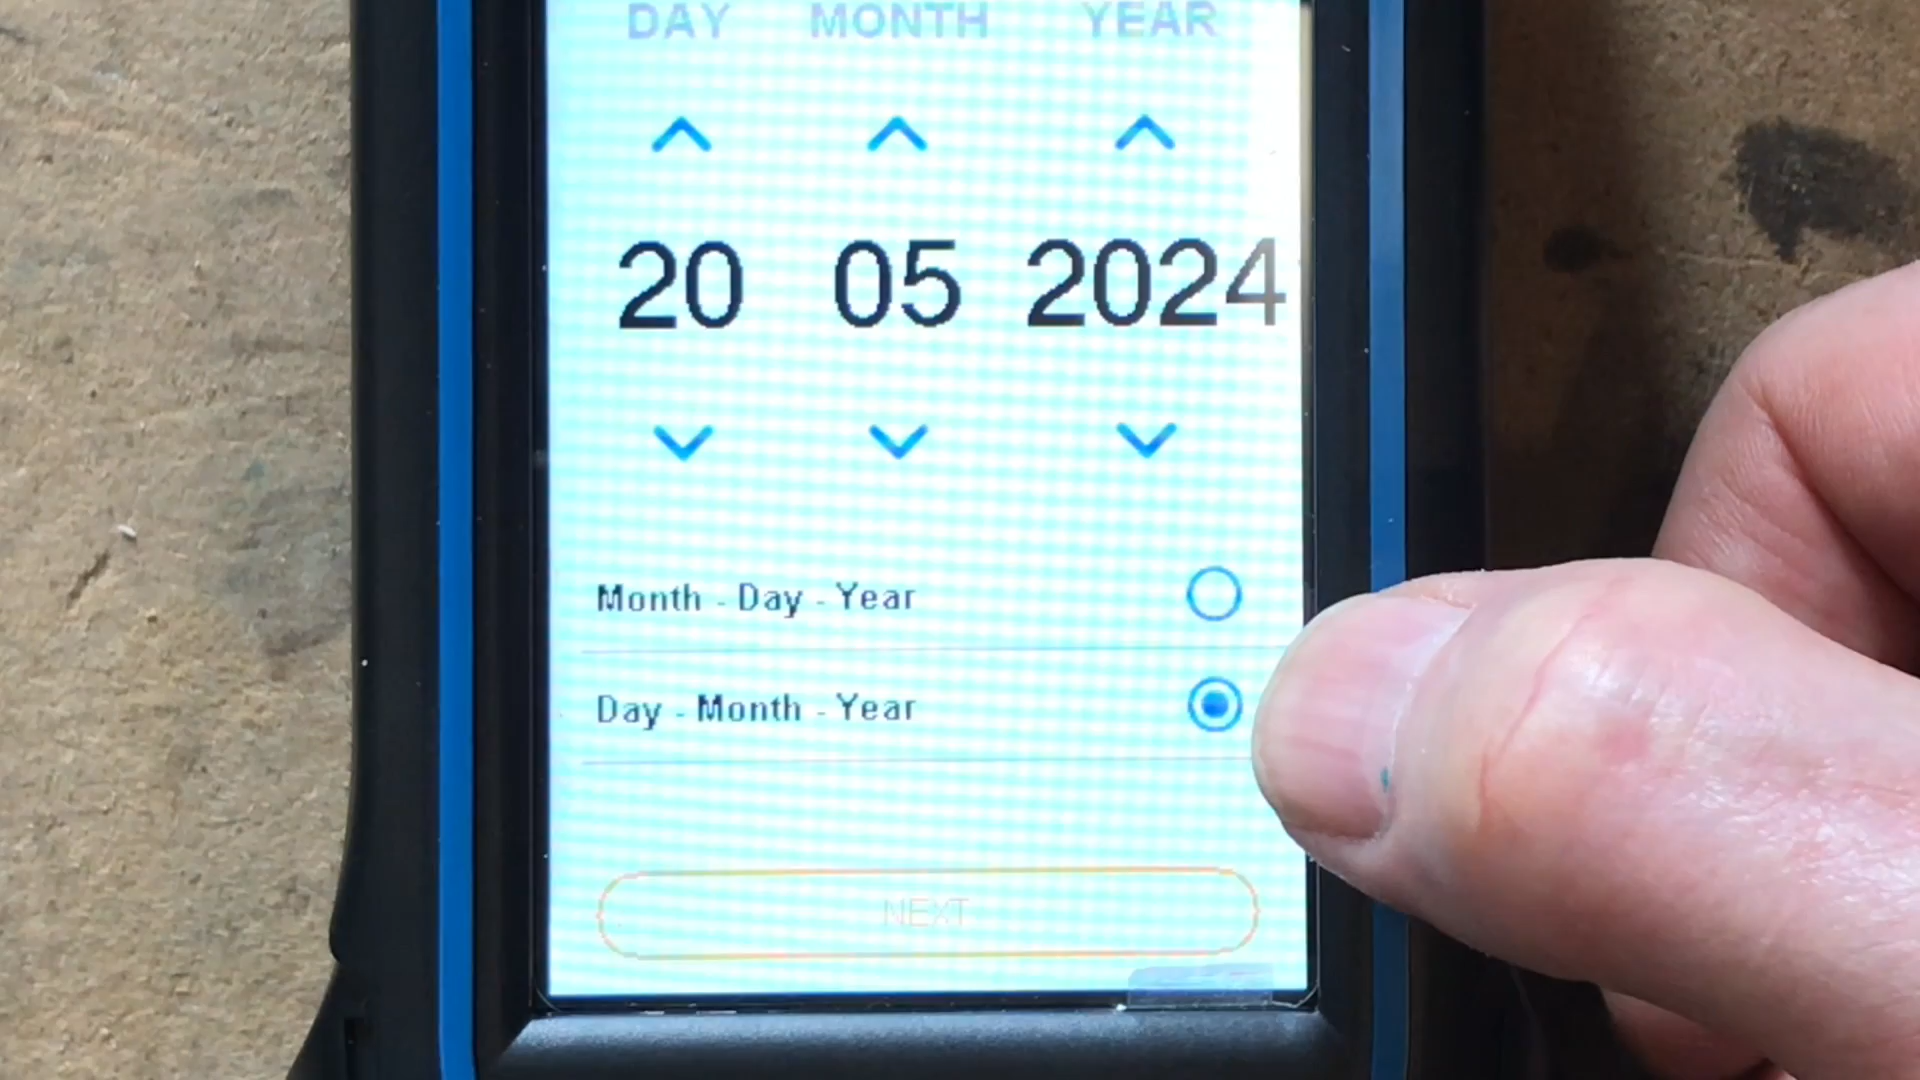 DAY MONTH YEAR
20 05 2024
Month - Day - Year
Day - Month - Year
NEXT